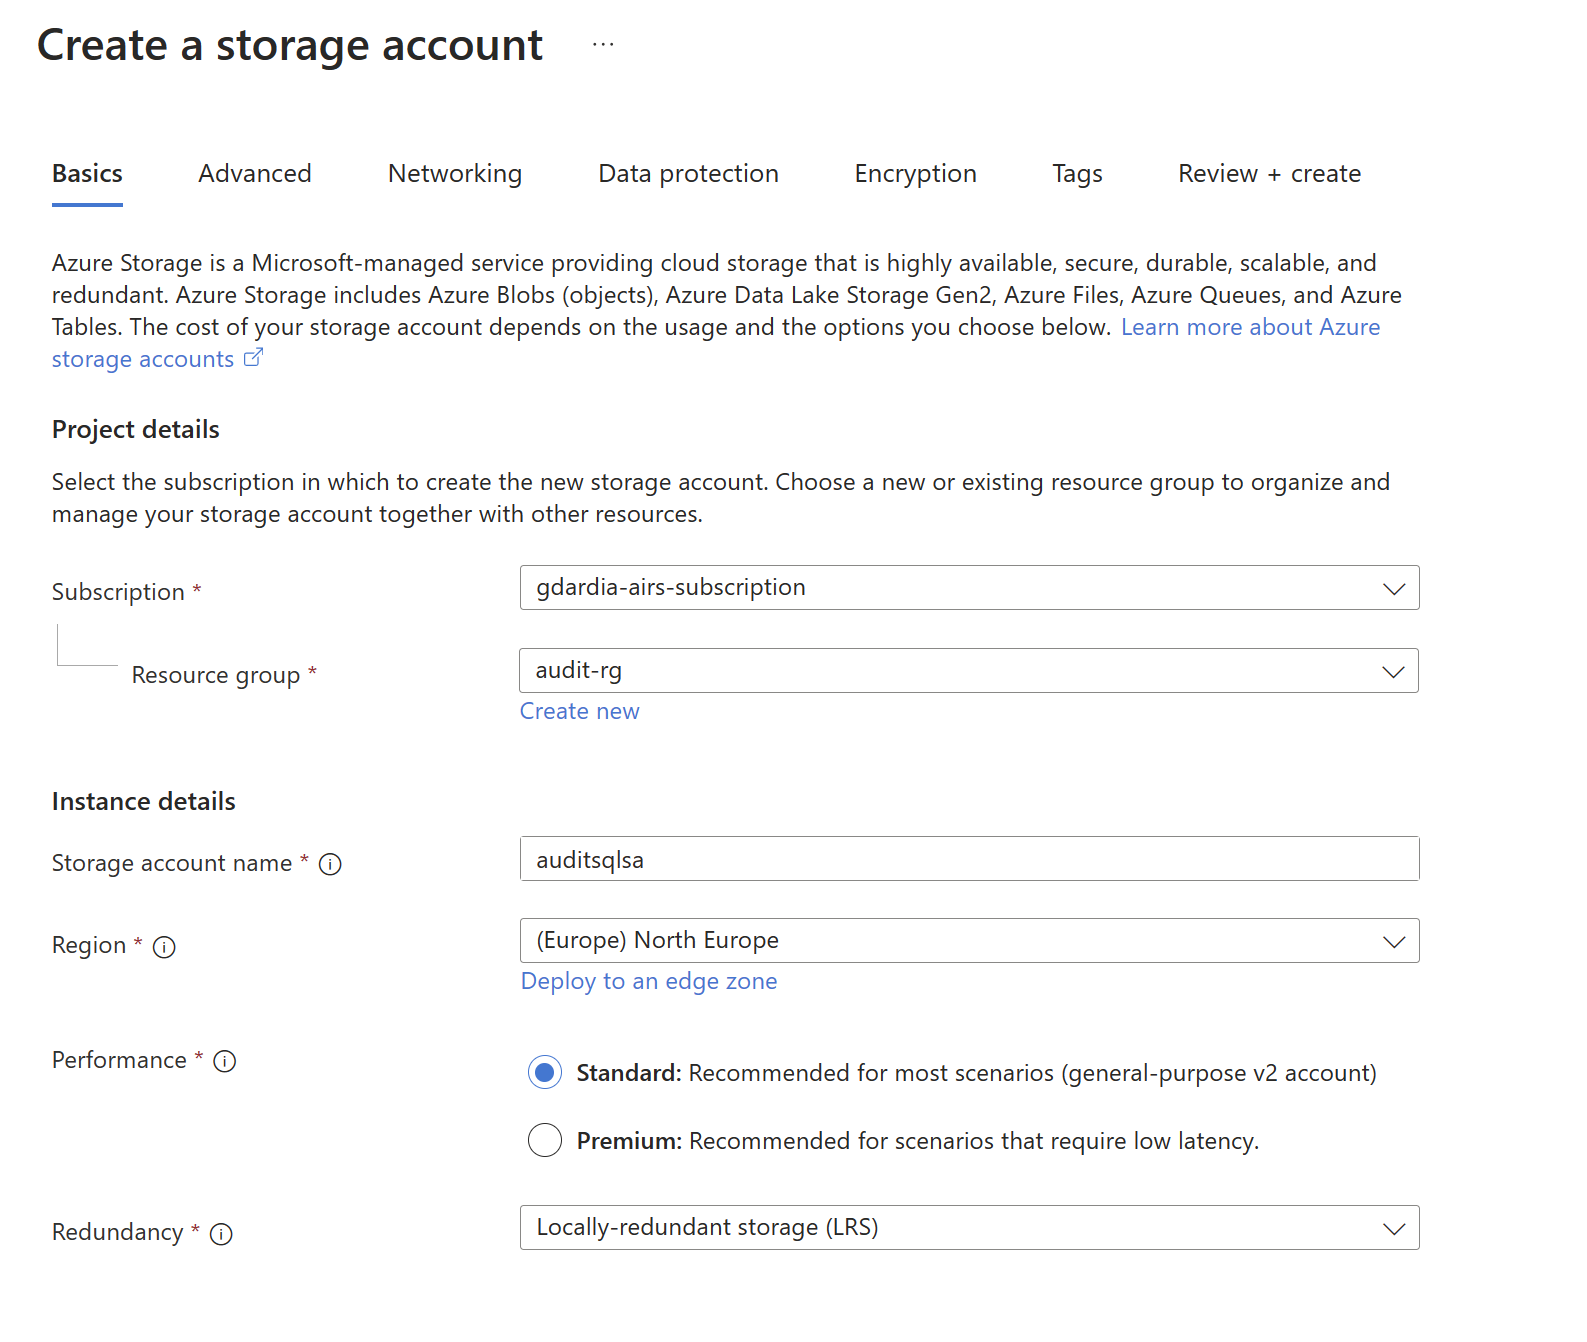 Create a storage account ...
Basics Advanced Networking Data protection Encryption Tags Review + create
Azure Storage is a Microsoft-managed service providing cloud storage that is highly available, secure, durable, scalable, and
redundant. Azure Storage includes Azure Blobs (objects), Azure Data Lake Storage Gen2, Azure Files, Azure Queues, and Azure
Tables. The cost of your storage account depends on the usage and the options you choose below. Learn more about Azure
storage accounts
Project details
Select the subscription in which to create the new storage account. Choose a new or existing resource group to organize and
manage your storage account together with other resources.
Subscription * gdardia-airs-subscription
Resource group * audit-rg
Create new
Instance details
Storage account name * auditsqlsa
Region * (Europe) North Europe
Deploy to an edge zone
Performance * Standard: Recommended for most scenarios (general-purpose v2 account)
Premium: Recommended for scenarios that require low latency.
Redundancy * Locally-redundant storage (LRS)